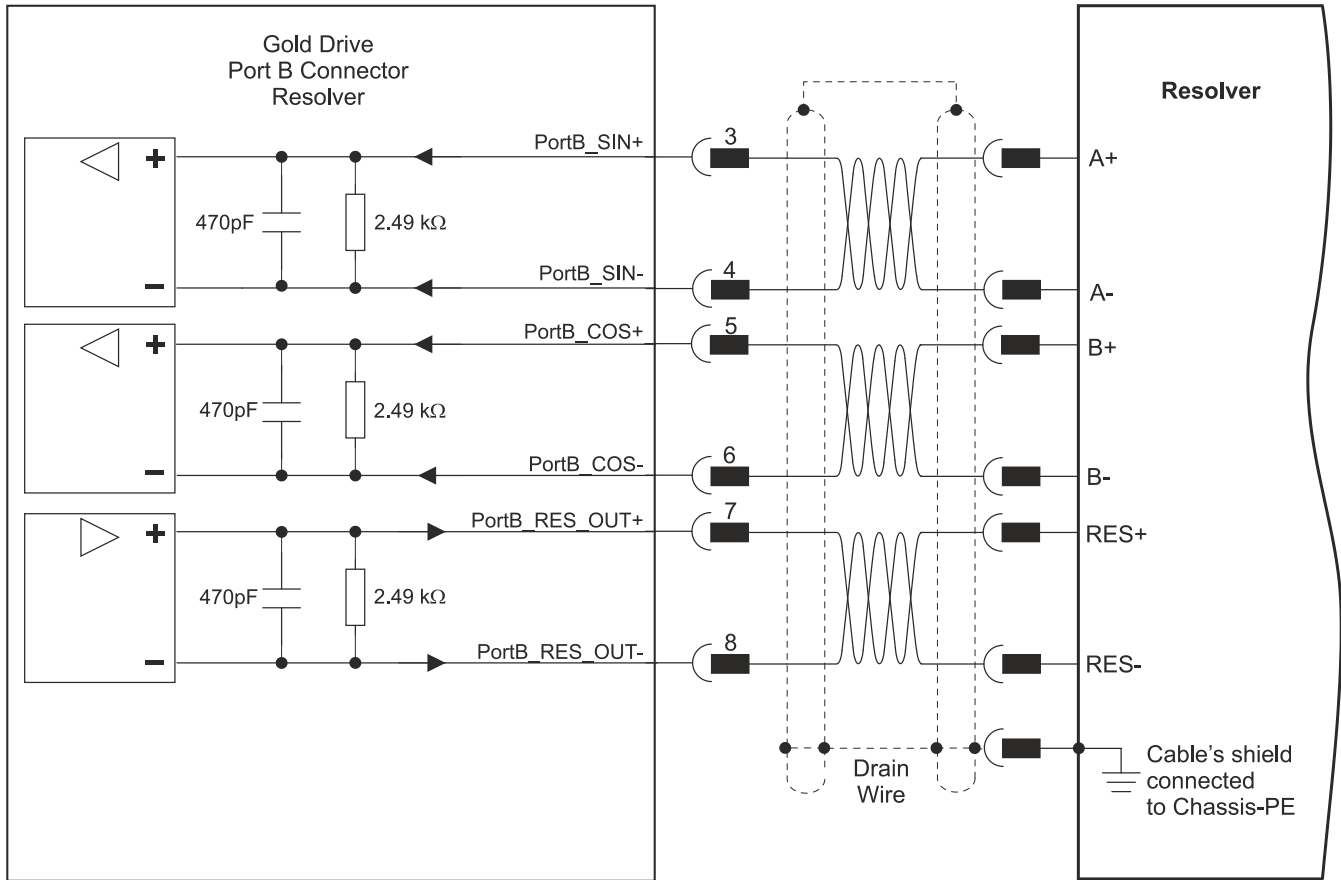 Gold Drive
Port B Connector
Resolver
Resolver
+
PortB_SIN+
3
A+
470pF
2.49 kΩ
−
PortB_SIN-
4
A-
+
PortB_COS+
5
B+
470pF
2.49 kΩ
−
PortB_COS-
6
B-
+
PortB_RES_OUT+
7
RES+
470pF
2.49 kΩ
−
PortB_RES_OUT-
8
RES-
Drain
Wire
Cable's shield
connected
to Chassis-PE